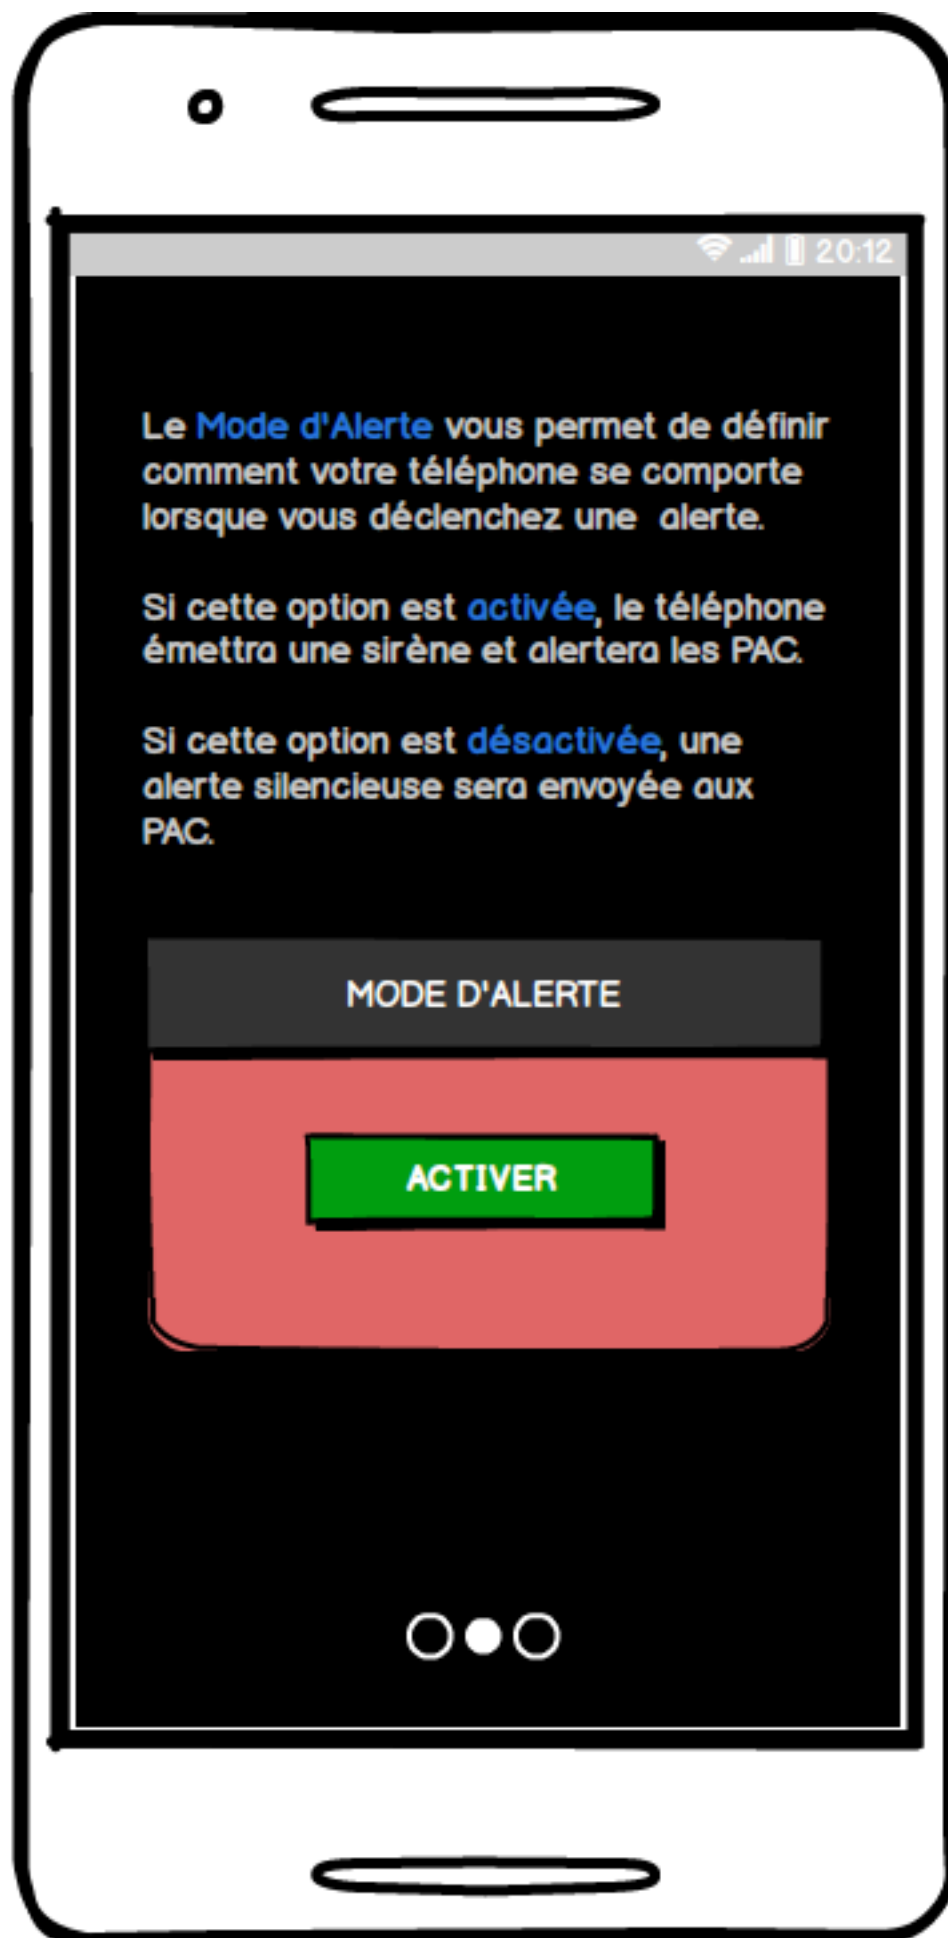 20:12
Le Mode d'Alerte vous permet de définir
comment votre téléphone se comporte
lorsque vous déclenchez une  alerte.
Si cette option est activée, le téléphone
émettra une sirène et alertera les PAC.
Si cette option est désactivée, une
alerte silencieuse sera envoyée aux
PAC.
MODE D'ALERTE
ACTIVER